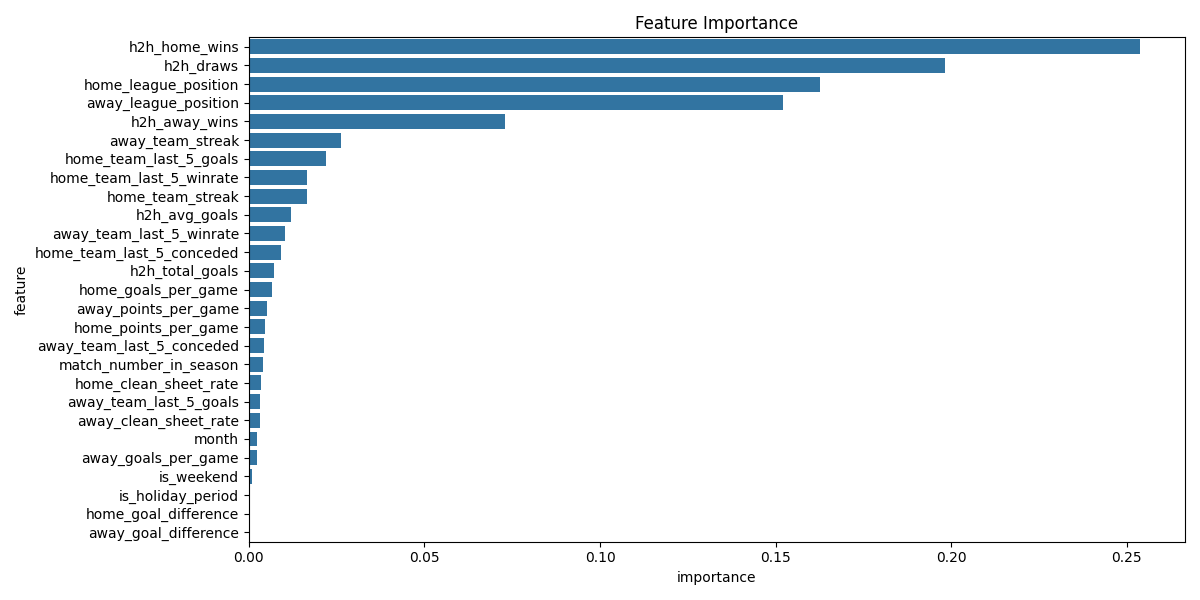 Feature Importance
h2h_home_wins
h2h_draws
home_league_position
away_league_position
h2h_away_wins
away_team_streak
home_team_last_5_goals
home_team_last_5_winrate
home_team_streak
h2h_avg_goals
away_team_last_5_winrate
home_team_last_5_conceded
h2h_total_goals
home_goals_per_game
away_points_per_game
home_points_per_game
away_team_last_5_conceded
match_number_in_season
home_clean_sheet_rate
away_team_last_5_goals
away_clean_sheet_rate
month
away_goals_per_game
is_weekend
is_holiday_period
home_goal_difference
away_goal_difference
feature
0.00 0.05 0.10 0.15 0.20 0.25
importance